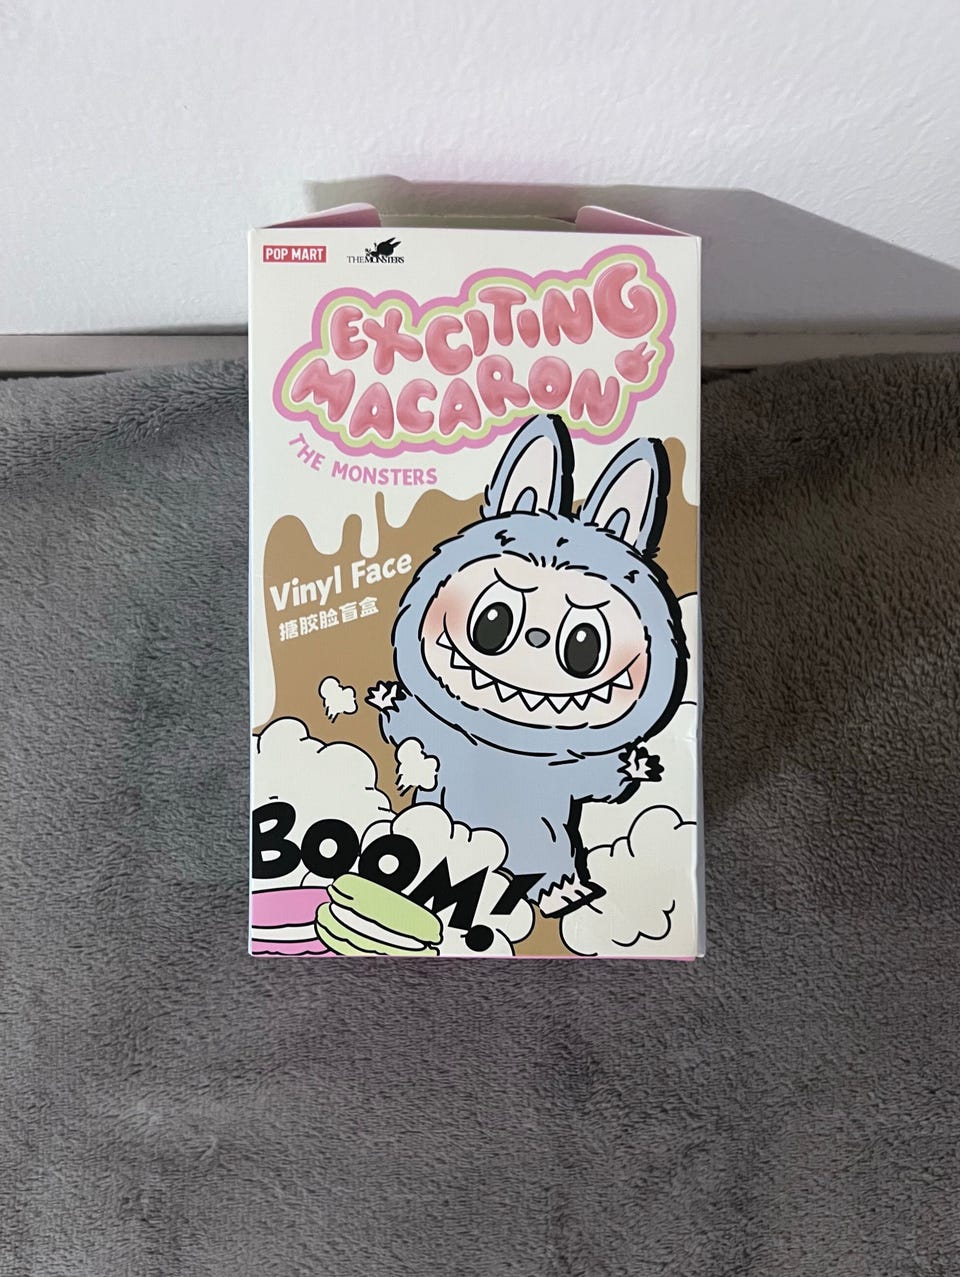 POP MART
THE MONSTERS
EXCITING
MACARON
THE MONSTERS
Vinyl Face
搪胶脸盲盒
BOOM!